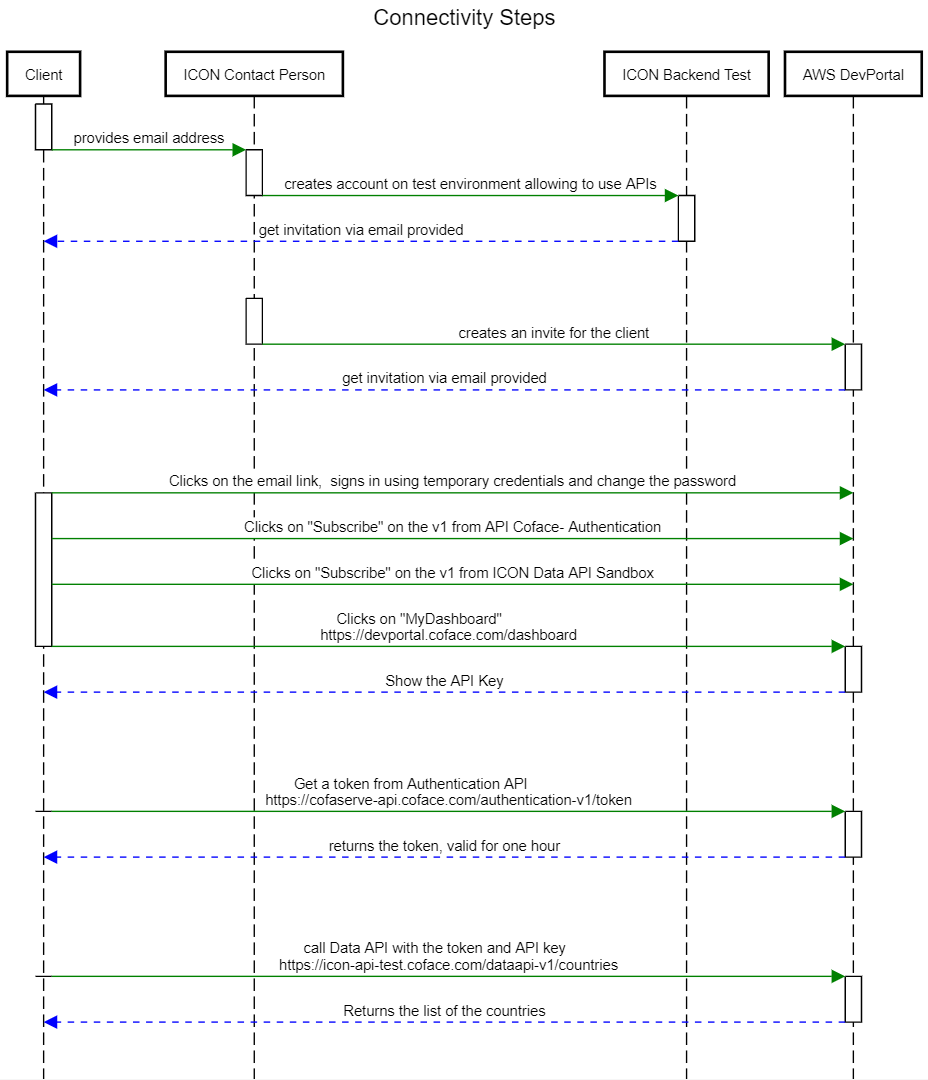 Connectivity Steps
Client
ICON Contact Person
ICON Backend Test
AWS DevPortal
provides email address
creates account on test environment allowing to use APIs
get invitation via email provided
creates an invite for the client
get invitation via email provided
Clicks on the email link,  signs in using temporary credentials and change the password
Clicks on "Subscribe" on the v1 from API Coface- Authentication
Clicks on "Subscribe" on the v1 from ICON Data API Sandbox
Clicks on "MyDashboard"
https://devportal.coface.com/dashboard
Show the API Key
Get a token from Authentication API
https://cofaserve-api.coface.com/authentication-v1/token
returns the token, valid for one hour
call Data API with the token and API key
https://icon-api-test.coface.com/dataapi-v1/countries
Returns the list of the countries